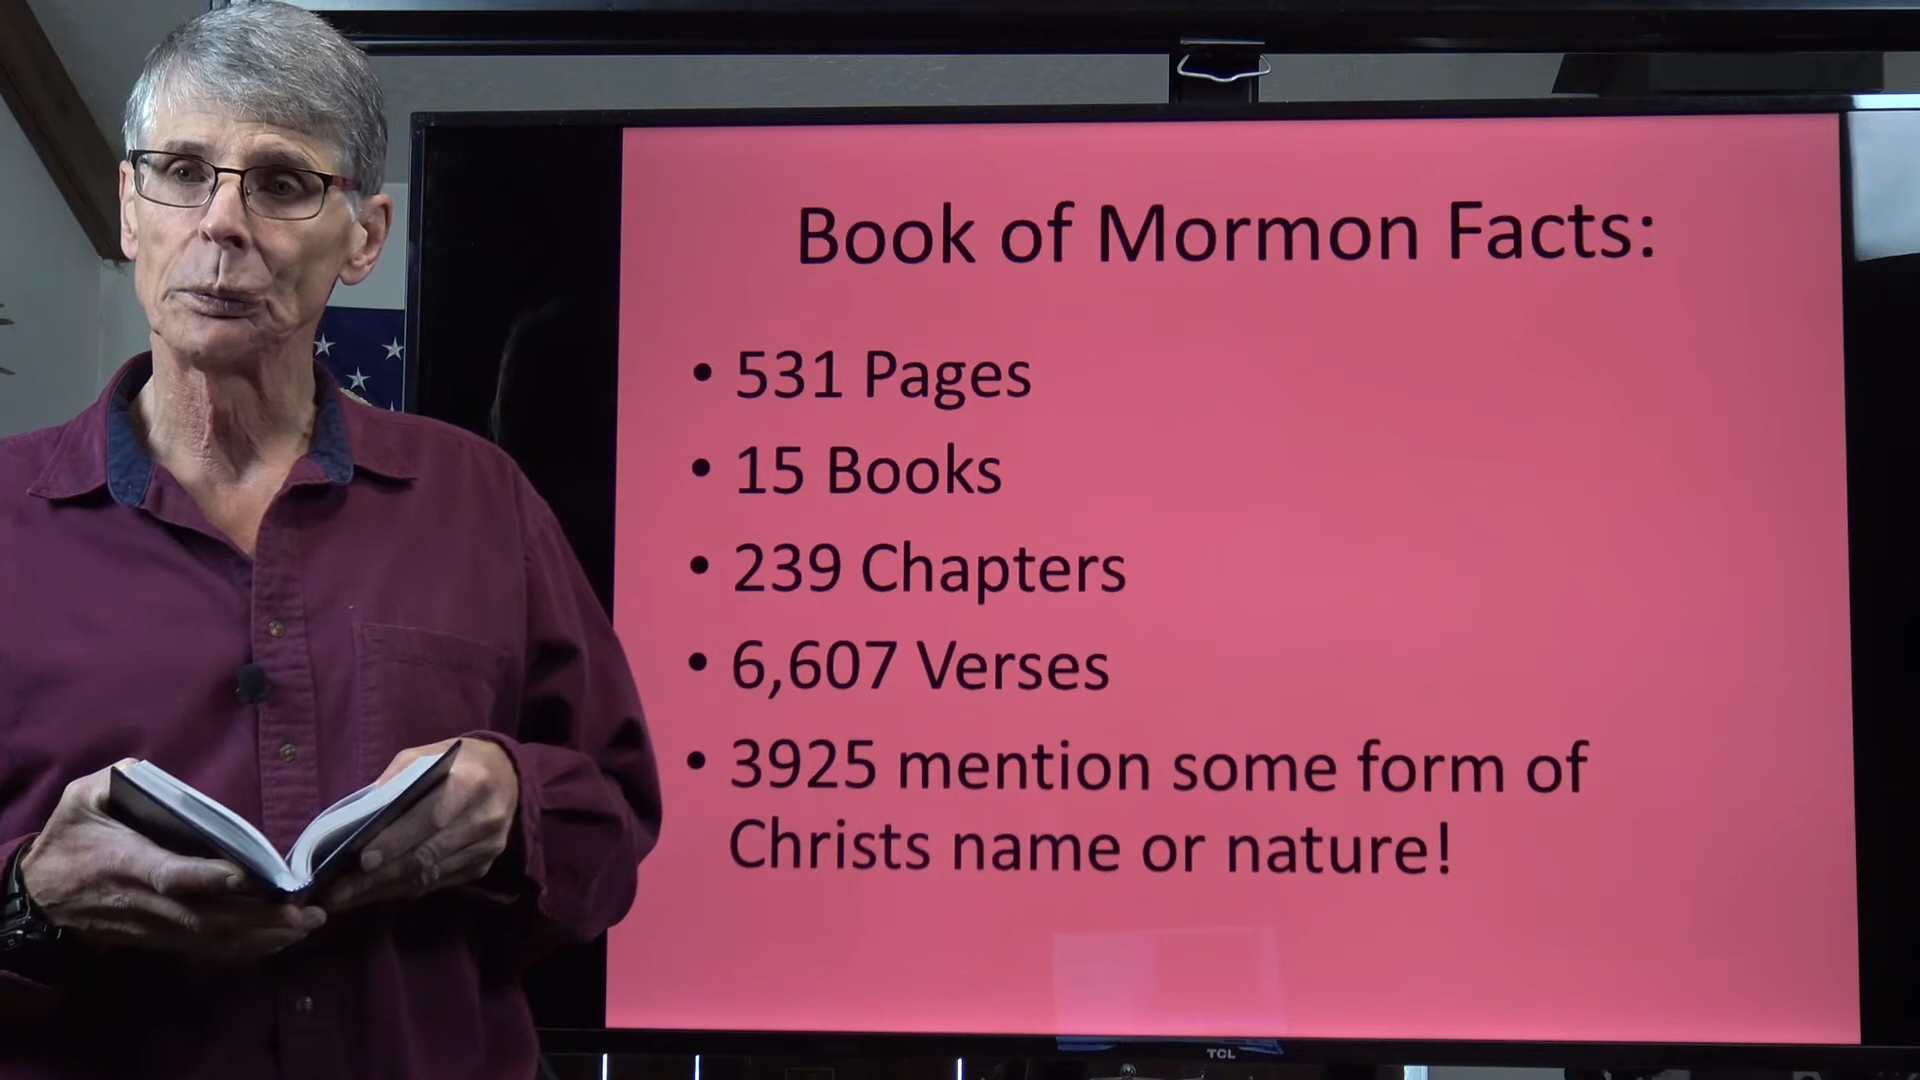 Book of Mormon Facts:
• 531 Pages
• 15 Books
• 239 Chapters
• 6,607 Verses
• 3925 mention some form of
Christs name or nature!
TCL